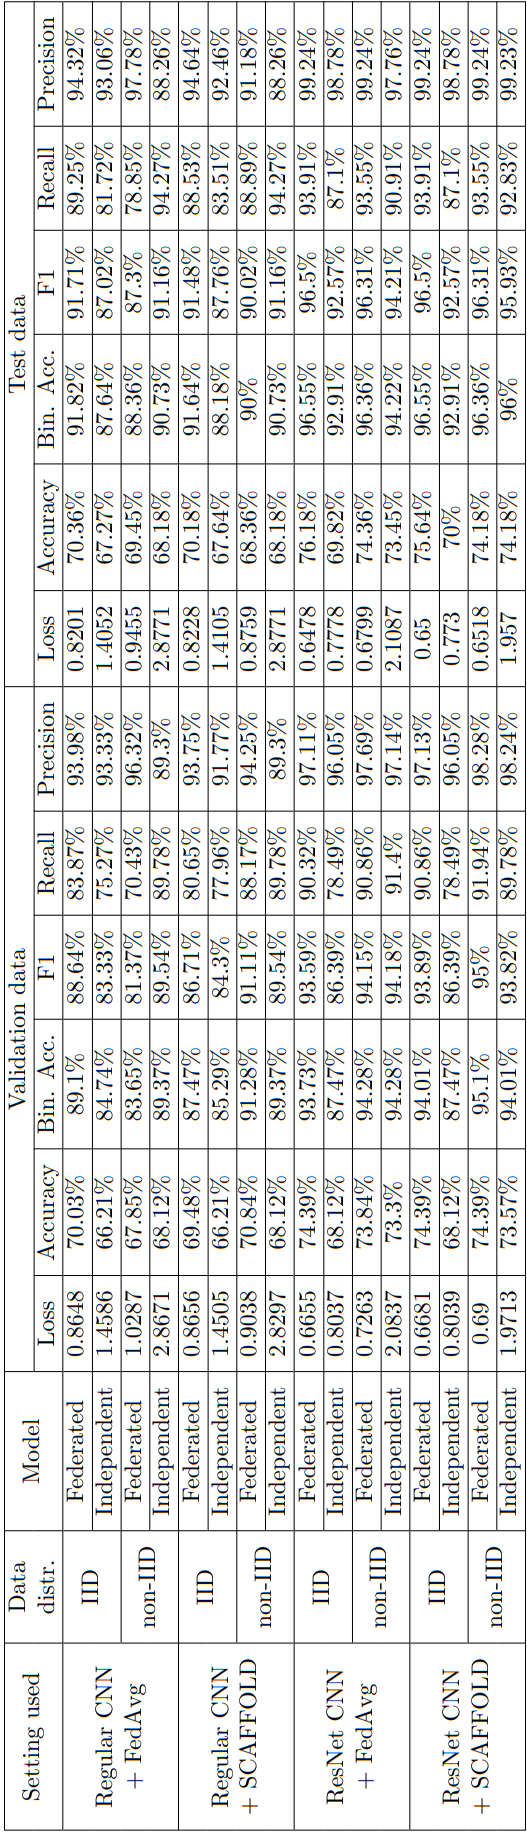 Setting used Data distr. Model Validation data Test data
Loss Accuracy Bin. Acc. F1 Recall Precision Loss Accuracy Bin. Acc. F1 Recall Precision
Regular CNN + FedAvg IID Federated 0.8648 70.03% 89.1% 88.64% 83.87% 93.98% 0.8201 70.36% 91.82% 91.71% 89.25% 94.32%
Independent 1.4586 66.21% 84.74% 83.33% 75.27% 93.33% 1.4052 67.27% 87.64% 87.02% 81.72% 93.06%
non-IID Federated 1.0287 67.85% 83.65% 81.37% 70.43% 96.32% 0.9455 69.45% 88.36% 87.3% 78.85% 97.78%
Independent 2.8671 68.12% 89.37% 89.54% 89.78% 89.3% 2.8771 68.18% 90.73% 91.16% 94.27% 88.26%
Regular CNN + SCAFFOLD IID Federated 0.8656 69.48% 87.47% 86.71% 80.65% 93.75% 0.8228 70.18% 91.64% 91.48% 88.53% 94.64%
Independent 1.4505 66.21% 85.29% 84.3% 77.96% 91.77% 1.4105 67.64% 88.18% 87.76% 83.51% 92.46%
non-IID Federated 0.9038 70.84% 91.28% 91.11% 88.17% 94.25% 0.8759 68.36% 90% 90.02% 88.89% 91.18%
Independent 2.8297 68.12% 89.37% 89.54% 89.78% 89.3% 2.8771 68.18% 90.73% 91.16% 94.27% 88.26%
ResNet CNN + FedAvg IID Federated 0.6655 74.39% 93.73% 93.59% 90.32% 97.11% 0.6478 76.18% 96.55% 96.5% 93.91% 99.24%
Independent 0.8037 68.12% 87.47% 86.39% 78.49% 96.05% 0.7778 69.82% 92.91% 92.57% 87.1% 98.78%
non-IID Federated 0.7263 73.84% 94.28% 94.15% 90.86% 97.69% 0.6799 74.36% 96.36% 96.31% 93.55% 99.24%
Independent 2.0837 73.3% 94.28% 94.18% 91.4% 97.14% 2.1087 73.45% 94.22% 94.21% 90.91% 97.76%
ResNet CNN + SCAFFOLD IID Federated 0.6681 74.39% 94.01% 93.89% 90.86% 97.13% 0.65 75.64% 96.55% 96.5% 93.91% 99.24%
Independent 0.8039 68.12% 87.47% 86.39% 78.49% 96.05% 0.773 70% 92.91% 92.57% 87.1% 98.78%
non-IID Federated 0.69 74.39% 95.1% 95% 91.94% 98.28% 0.6518 74.18% 96.36% 96.31% 93.55% 99.24%
Independent 1.9713 73.57% 94.01% 93.82% 89.78% 98.24% 1.957 74.18% 96% 95.93% 92.83% 99.23%